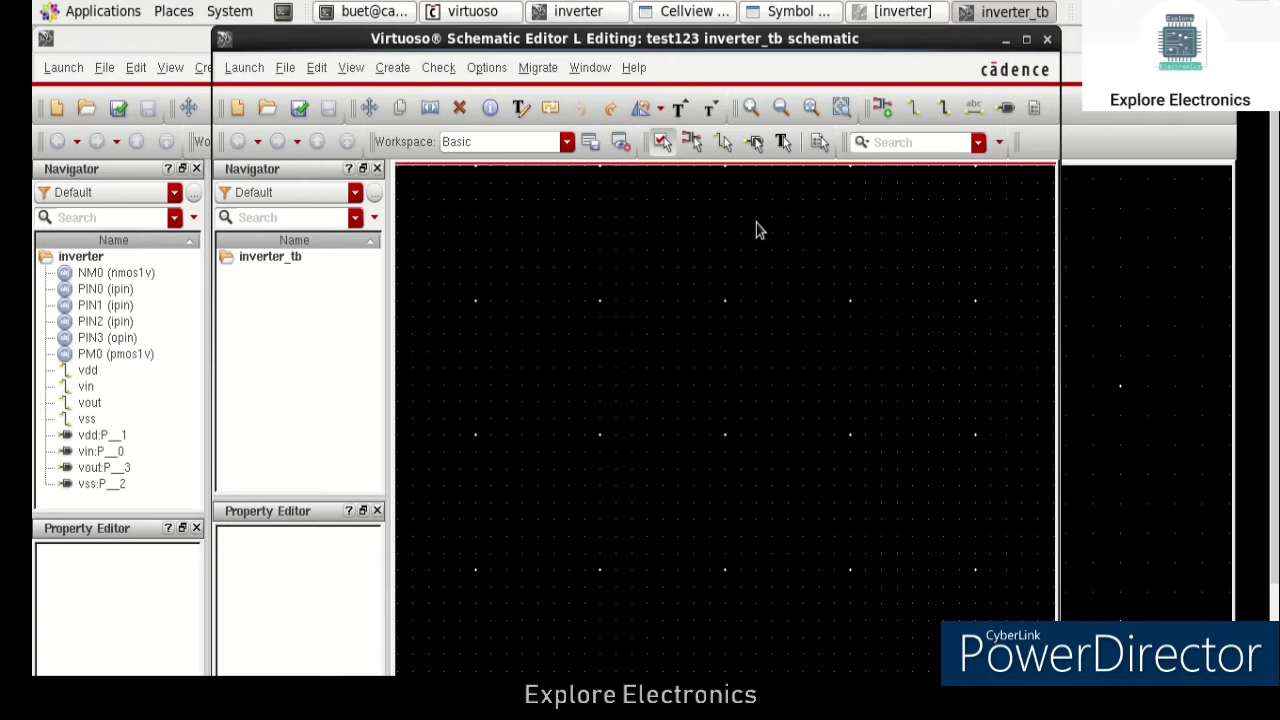 Applications Places System buet@ca... virtuoso inverter Cellview ... Symbol ... [inverter] inverter_tb
Explore
Electronics
Explore Electronics
Virtuoso® Schematic Editor L Editing: test123 inverter_tb schematic
Launch File Edit View Cre
Launch File Edit View Create Check Options Migrate Window Help
cādence
Wo
Workspace: Basic
Search
Navigator
Default
Search
Name
inverter
NM0 (nmos1v)
PIN0 (ipin)
PIN1 (ipin)
PIN2 (ipin)
PIN3 (opin)
PM0 (pmos1v)
vdd
vin
vout
vss
vdd:P__1
vin:P__0
vout:P__3
vss:P__2
Property Editor
Navigator
Default
Search
Name
inverter_tb
Property Editor
CyberLink
PowerDirector
Explore Electronics